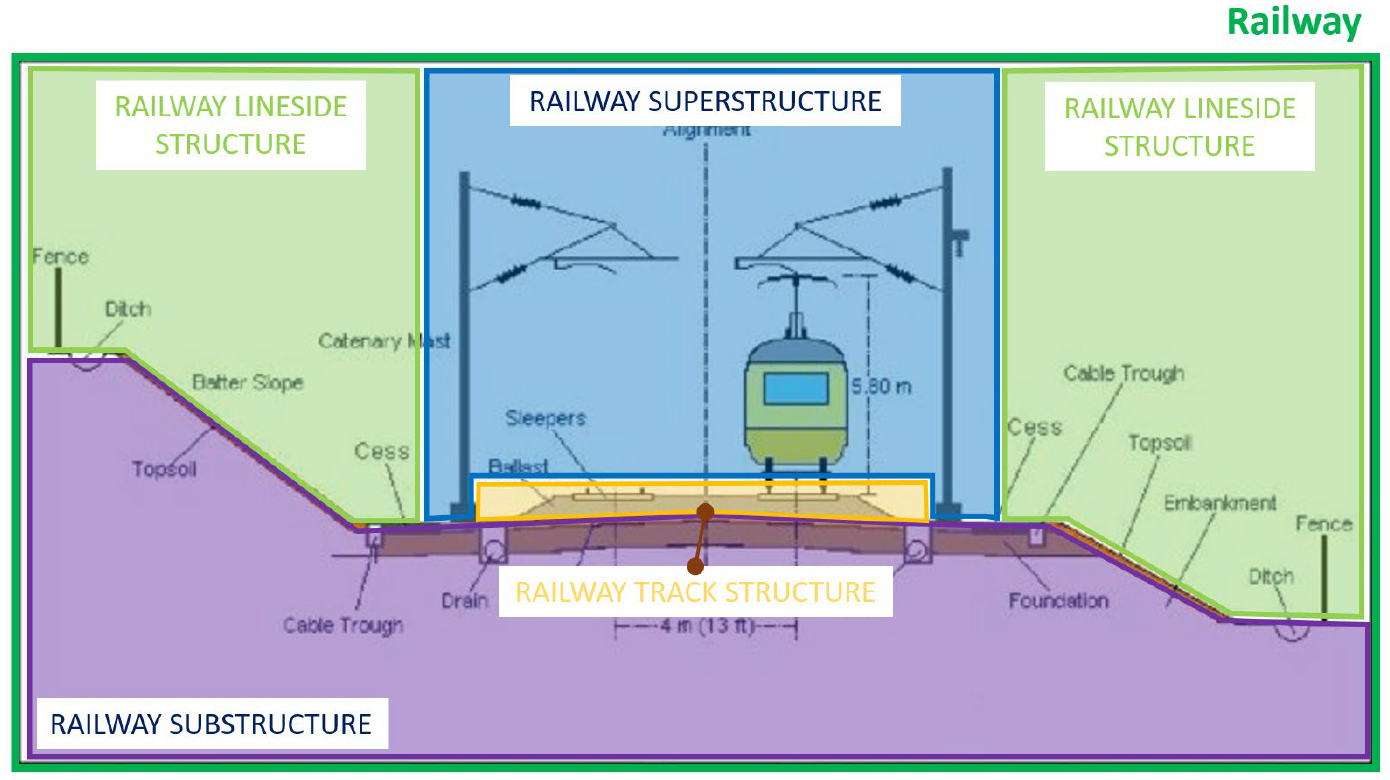 Railway
RAILWAY LINESIDE
STRUCTURE
RAILWAY SUPERSTRUCTURE
RAILWAY LINESIDE
STRUCTURE
Alignment
Fence
Ditch
Catenary Mast
Batter Slope
Cable Trough
5.80 m
Sleepers
Cess
Cess
Topsoil
Topsoil
Ballast
Embankment
Fence
Ditch
RAILWAY TRACK STRUCTURE
Drain
Foundation
Cable Trough
4 m (13 ft)
RAILWAY SUBSTRUCTURE